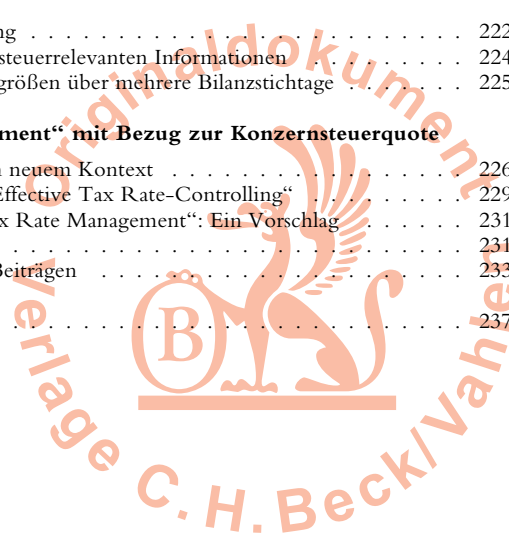 ng . . . . . . . . . . . . . . . . . . . . . . . . 222
steuerrelevanten Informationen . . . . . . . . 224
größen über mehrere Bilanzstichtage . . . . . . . 225
ment“ mit Bezug zur Konzernsteuerquote
n neuem Kontext . . . . . . . . . . . . . . . . . 226
Effective Tax Rate-Controlling“ . . . . . . . . . 229
x Rate Management“: Ein Vorschlag . . . . . . . 231
. . . . . . . . . . . . . . . . . . . . . . . . . . 231
Beiträgen . . . . . . . . . . . . . . . . . . . . . 233
. . . . . . . . . . . . . . . . . . . . . . . . . . 237
Originaldokument
B
Verlage C.H.Beck/Vahlen